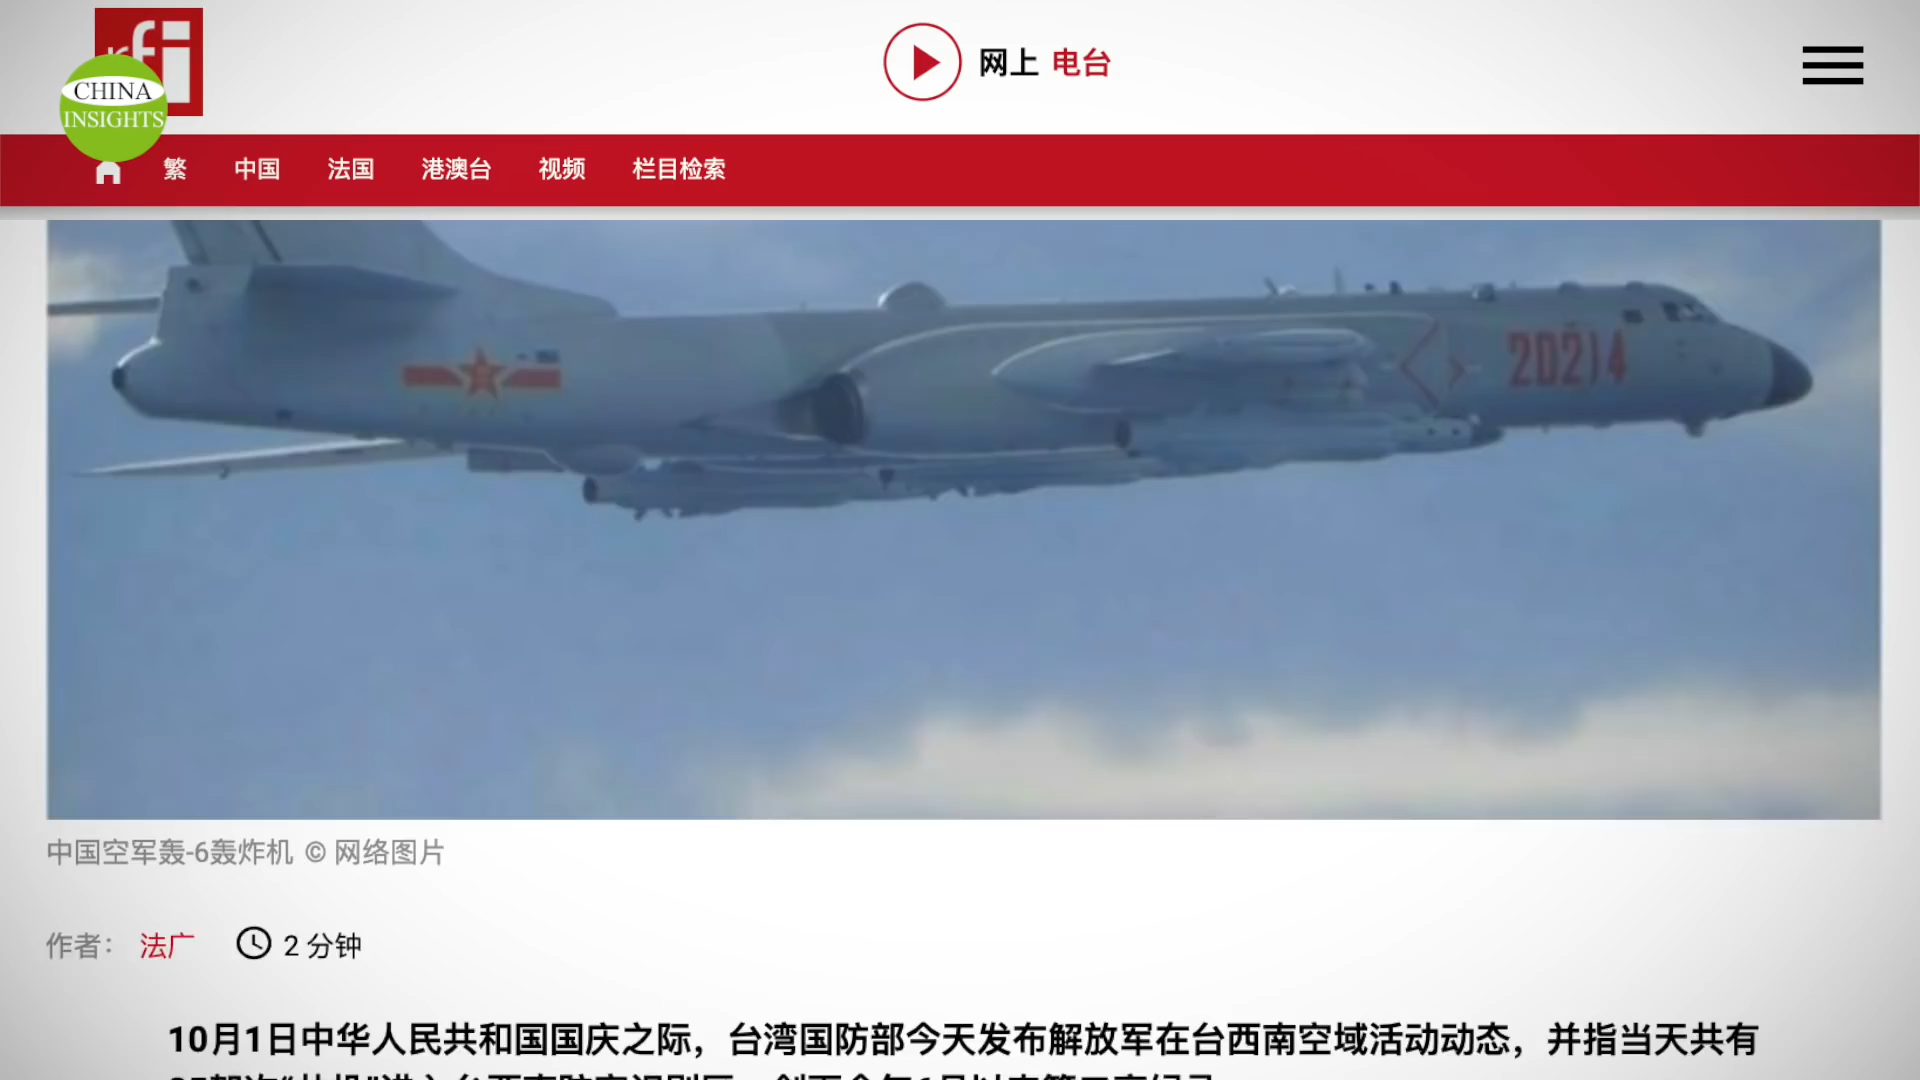 rfi
CHINA
INSIGHTS
网上 电台
繁 中国 法国 港澳台 视频 栏目检索
20214
中国空军轰-6轰炸机 © 网络图片
作者： 法广 2 分钟
10月1日中华人民共和国国庆之际，台湾国防部今天发布解放军在台西南空域活动动态，并指当天共有